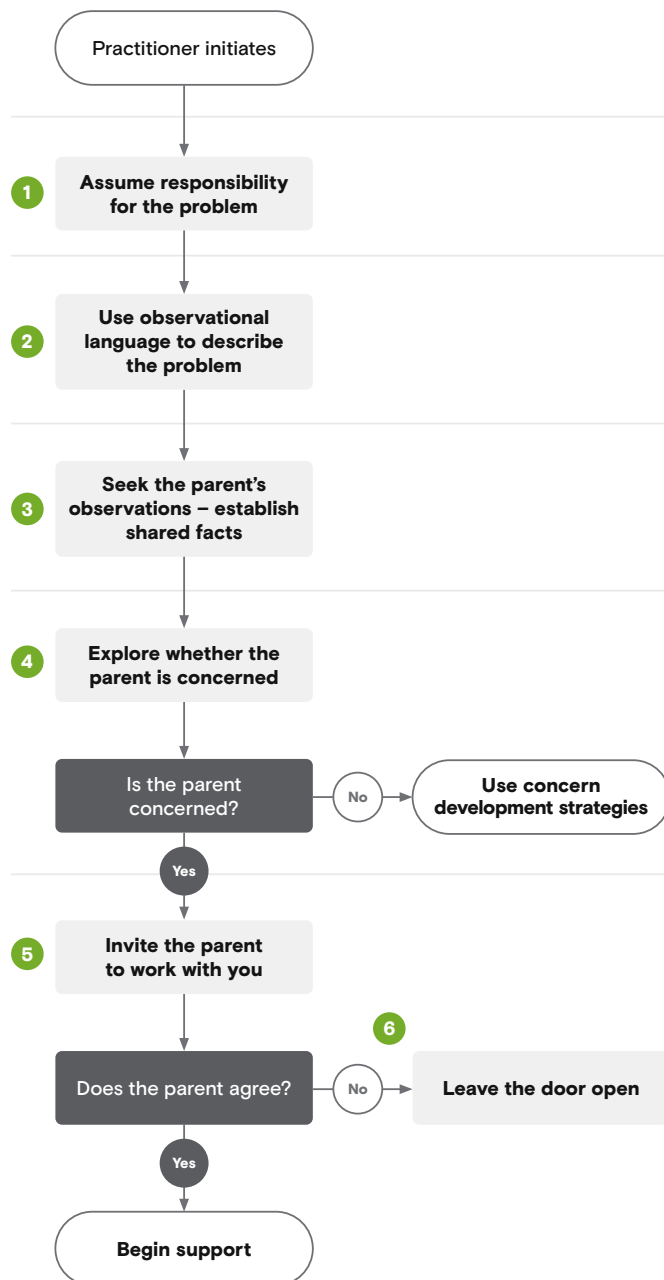 Practitioner initiates
1
Assume responsibility
for the problem
2
Use observational
language to describe
the problem
3
Seek the parent’s
observations – establish
shared facts
4
Explore whether the
parent is concerned
Is the parent
concerned?
No
Use concern
development strategies
Yes
5
Invite the parent
to work with you
6
Does the parent agree?
No
Leave the door open
Yes
Begin support